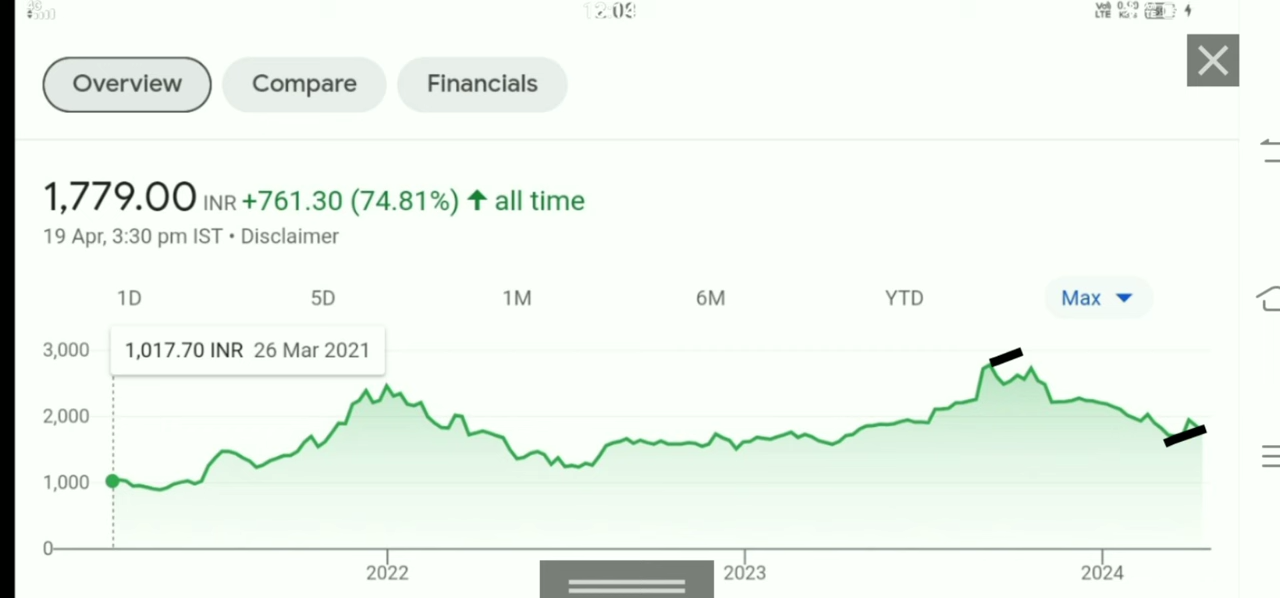 12:09
Overview Compare Financials
1,779.00 INR +761.30 (74.81%) ↑ all time
19 Apr, 3:30 pm IST • Disclaimer
1D 5D 1M 6M YTD Max
1,017.70 INR 26 Mar 2021
3,000
2,000
1,000
0
2022 2023 2024